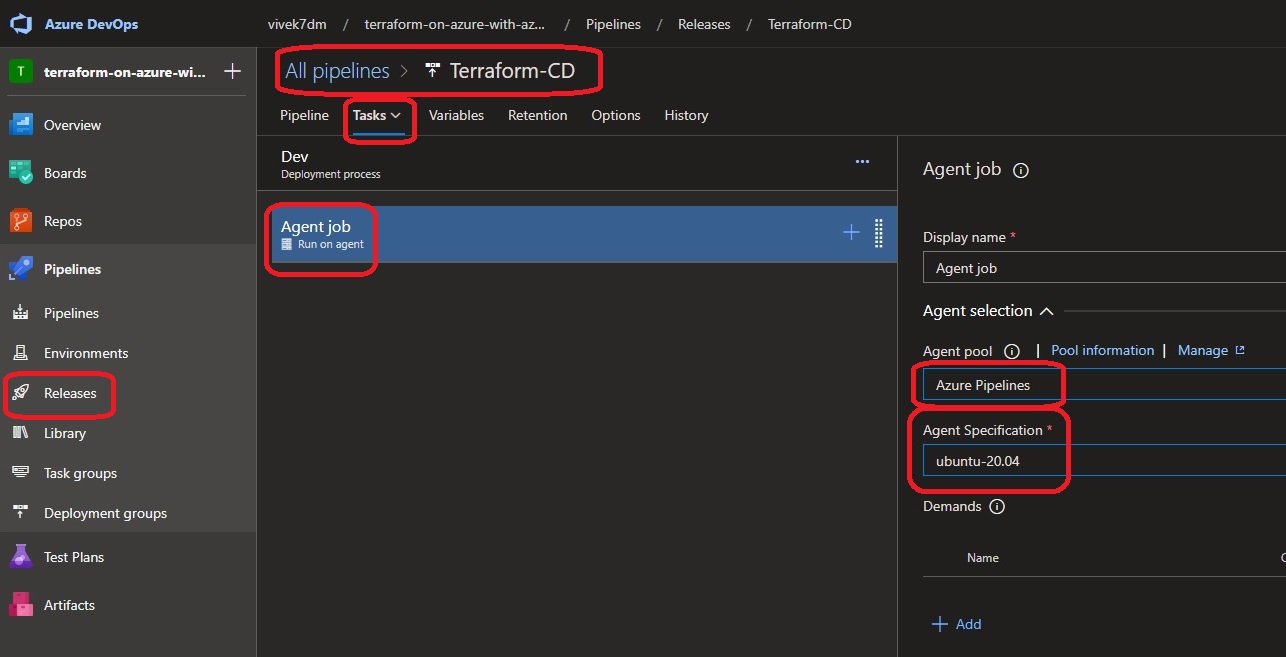 Azure DevOps
vivek7dm / terraform-on-azure-with-az... / Pipelines / Releases / Terraform-CD
T terraform-on-azure-wi...
Overview
Boards
Repos
Pipelines
Pipelines
Environments
Releases
Library
Task groups
Deployment groups
Test Plans
Artifacts
All pipelines > Terraform-CD
Pipeline Tasks Variables Retention Options History
Dev
Deployment process
Agent job
Run on agent
Agent job
Display name *
Agent job
Agent selection
Agent pool | Pool information | Manage
Azure Pipelines
Agent Specification *
ubuntu-20.04
Demands
Name
Add